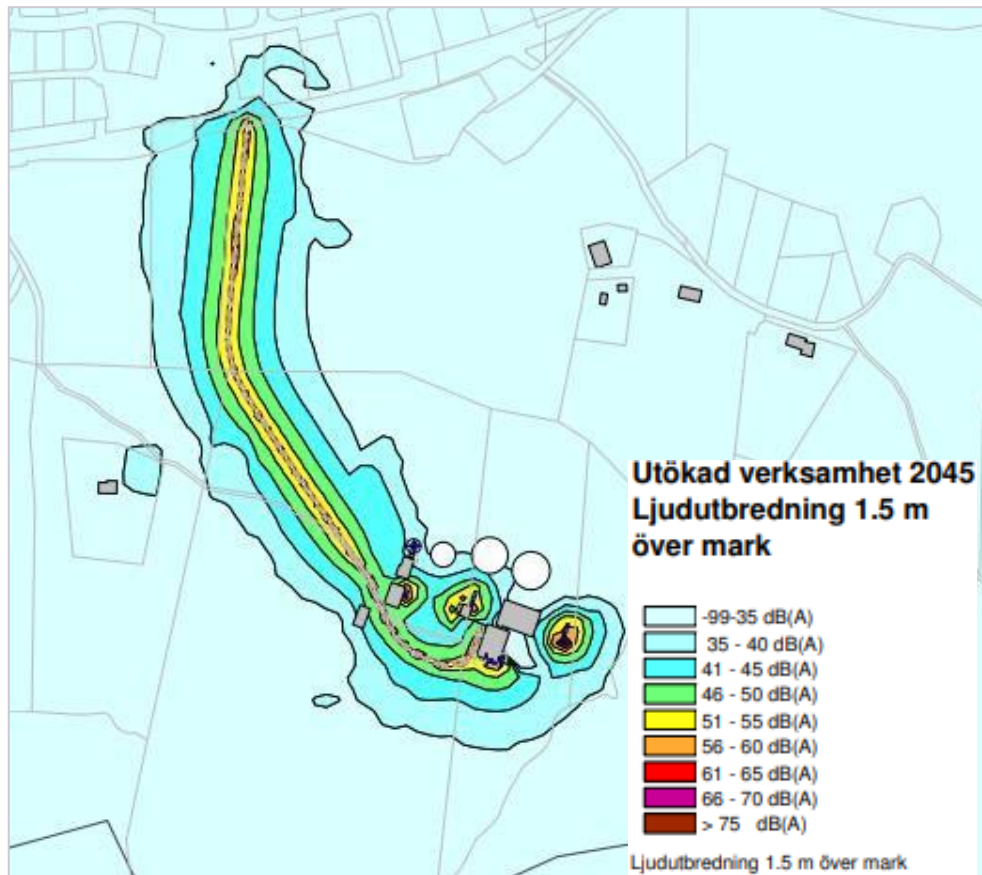 Utökad verksamhet 2045
Ljudutbredning 1.5 m
över mark
-99-35 dB(A)
35 - 40 dB(A)
41 - 45 dB(A)
46 - 50 dB(A)
51 - 55 dB(A)
56 - 60 dB(A)
61 - 65 dB(A)
66 - 70 dB(A)
> 75 dB(A)
Ljudutbredning 1.5 m över mark